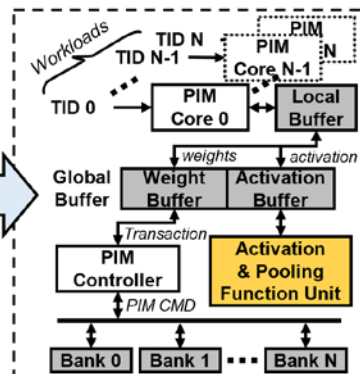 Workloads
TID N
TID N-1
TID 0
PIM
N
PIM
Core N-1
PIM
Core 0
Local
Buffer
weights
activation
Global
Buffer
Weight
Buffer
Activation
Buffer
Transaction
PIM
Controller
Activation
& Pooling
Function Unit
PIM CMD
Bank 0
Bank 1
Bank N